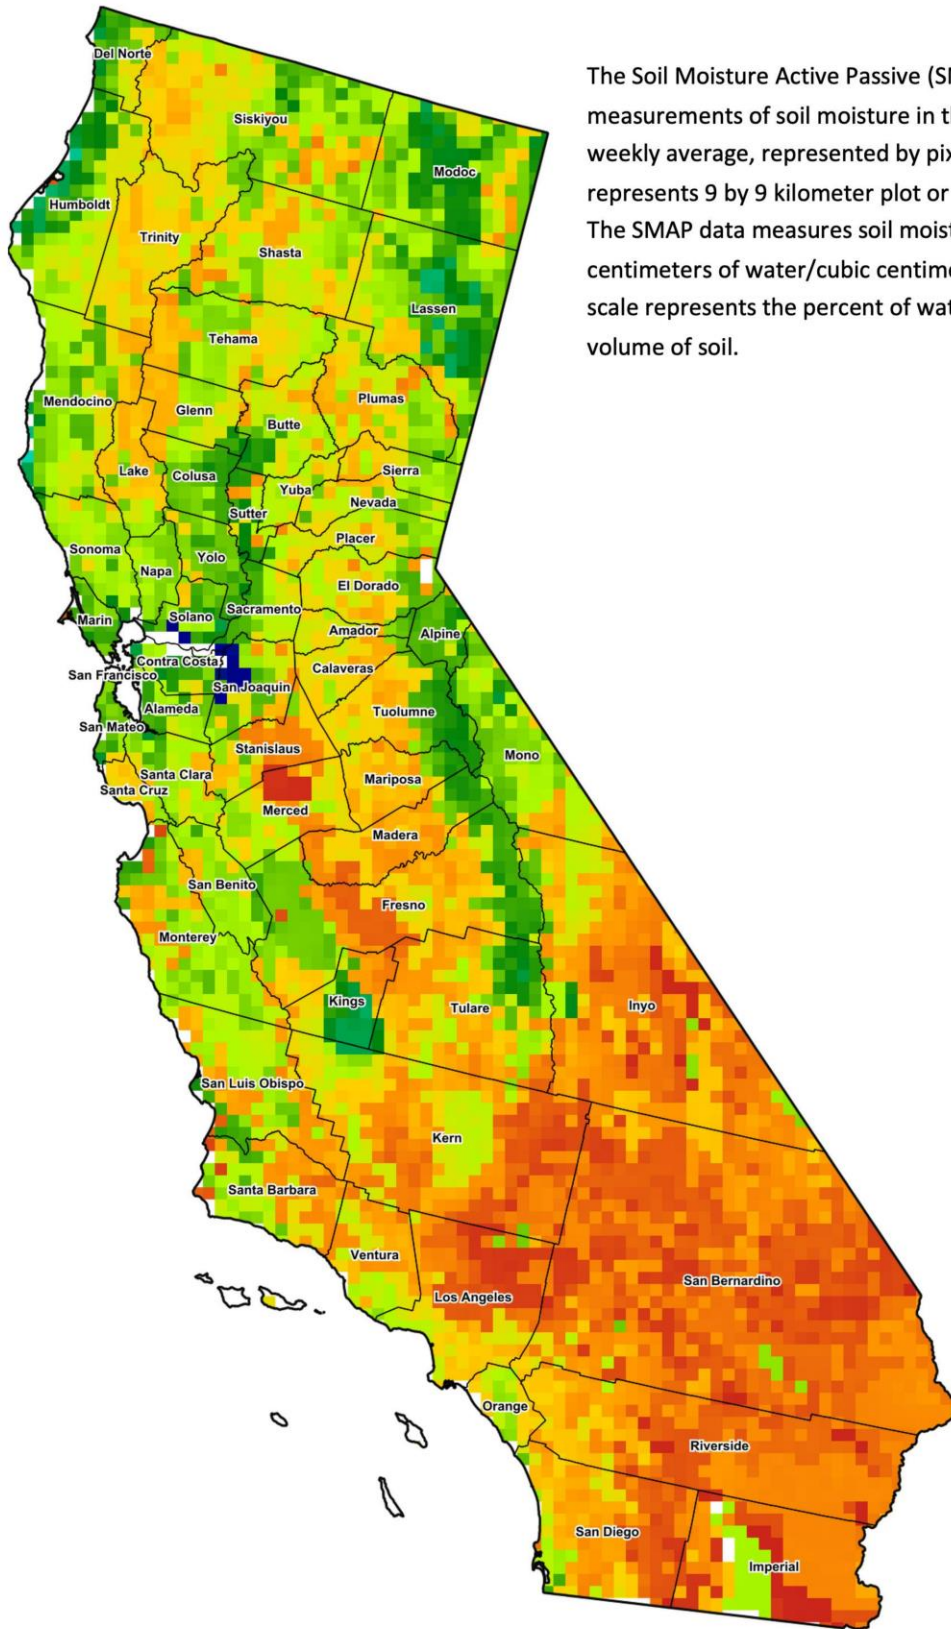 The Soil Moisture Active Passive (S
measurements of soil moisture in t
weekly average, represented by pix
represents 9 by 9 kilometer plot or
The SMAP data measures soil moist
centimeters of water/cubic centime
scale represents the percent of wat
volume of soil.
Del Norte
Siskiyou
Modoc
Humboldt
Trinity
Shasta
Lassen
Tehama
Plumas
Mendocino
Glenn
Butte
Lake
Colusa
Sierra
Yuba
Nevada
Sutter
Placer
Sonoma
Yolo
Napa
El Dorado
Sacramento
Solano
Marin
Amador
Alpine
Contra Costa
Calaveras
San Francisco
San Joaquin
Alameda
Tuolumne
San Mateo
Stanislaus
Mono
Santa Clara
Mariposa
Santa Cruz
Merced
Madera
San Benito
Fresno
Monterey
Kings
Tulare
Inyo
San Luis Obispo
Kern
Santa Barbara
Ventura
San Bernardino
Los Angeles
Orange
Riverside
San Diego
Imperial